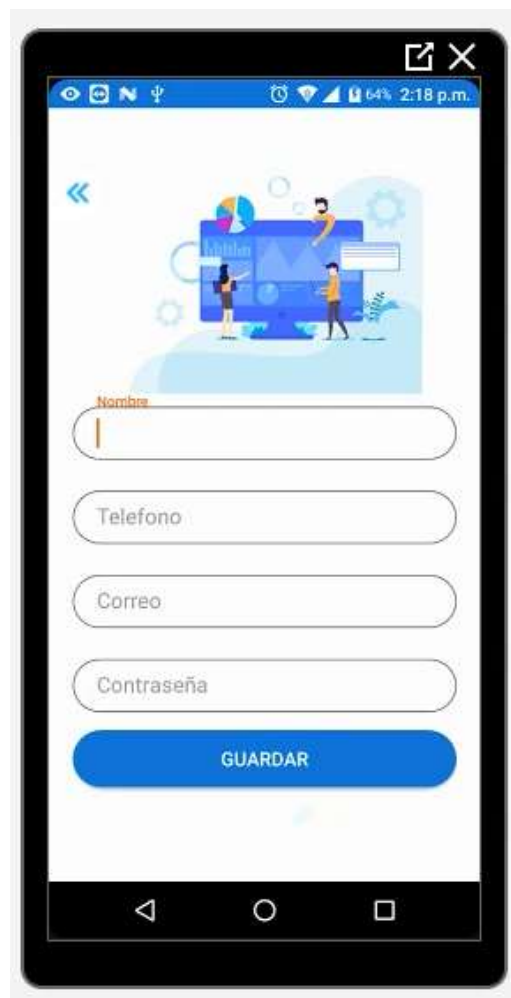 64% 2:18 p.m.
Nombre
Telefono
Correo
Contraseña
GUARDAR